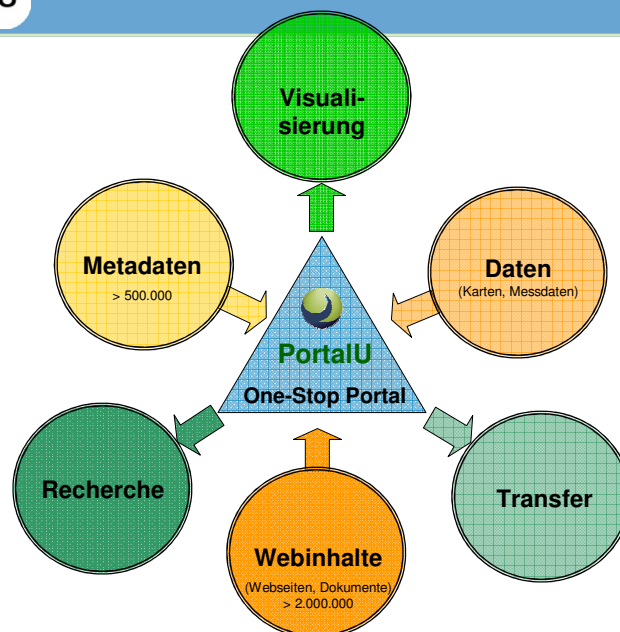 Visuali-
sierung
Metadaten
> 500.000
Daten
(Karten, Messdaten)
PortalU
One-Stop Portal
Recherche
Transfer
Webinhalte
(Webseiten, Dokumente)
> 2.000.000